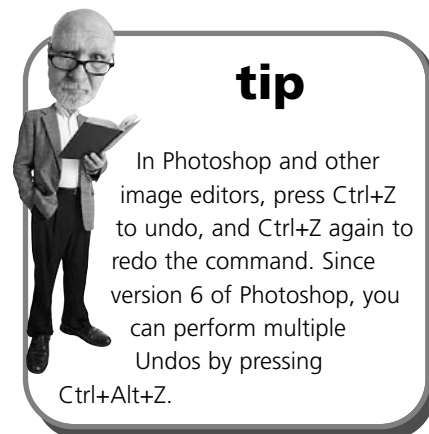 tip
In Photoshop and other
image editors, press Ctrl+Z
to undo, and Ctrl+Z again to
redo the command. Since
version 6 of Photoshop, you
can perform multiple
Undos by pressing
Ctrl+Alt+Z.